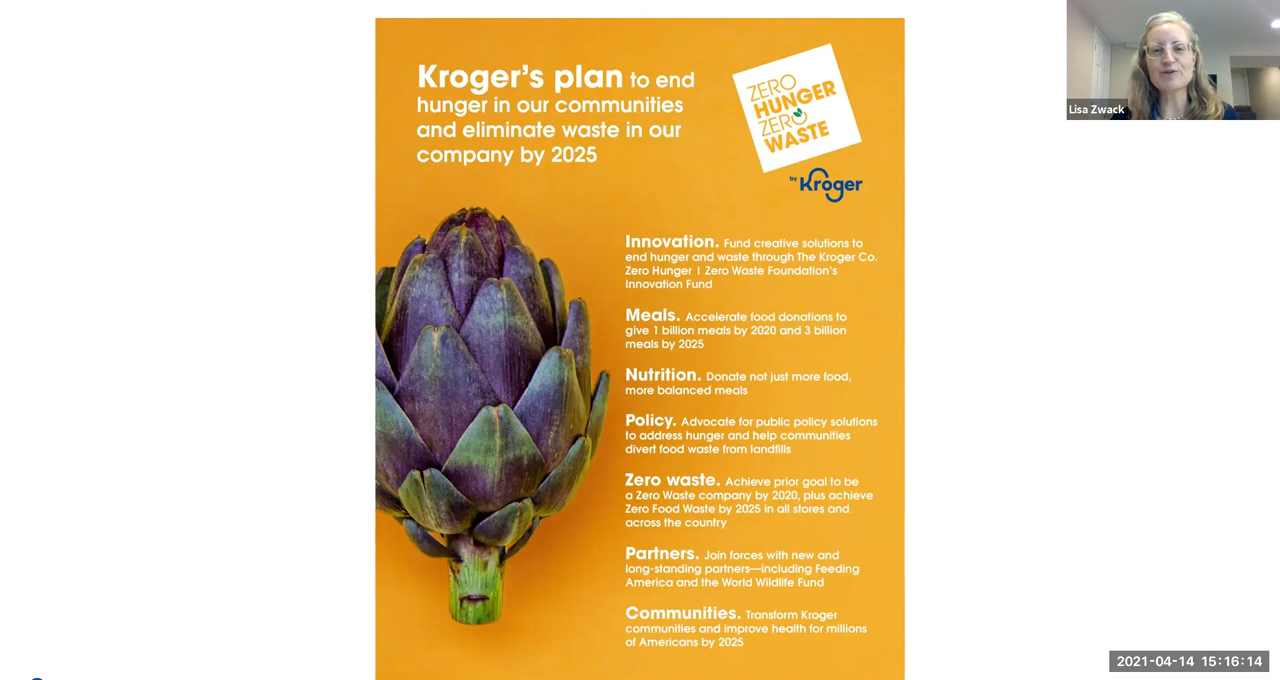 Kroger's plan to end
hunger in our communities
and eliminate waste in our
company by 2025
ZERO
HUNGER
ZERO
WASTE
by Kroger
Lisa Zwack
Innovation. Fund creative solutions to
end hunger and waste through The Kroger Co.
Zero Hunger | Zero Waste Foundation's
Innovation Fund
Meals. Accelerate food donations to
give 1 billion meals by 2020 and 3 billion
meals by 2025
Nutrition. Donate not just more food,
more balanced meals
Policy. Advocate for public policy solutions
to address hunger and help communities
divert food waste from landfills
Zero waste. Achieve prior goal to be
a Zero Waste company by 2020, plus achieve
Zero Food Waste by 2025 in all stores and
across the country
Partners. Join forces with new and
long-standing partners—including Feeding
America and the World Wildlife Fund
Communities. Transform Kroger
communities and improve health for millions
of Americans by 2025
2021-04-14 15:16:14